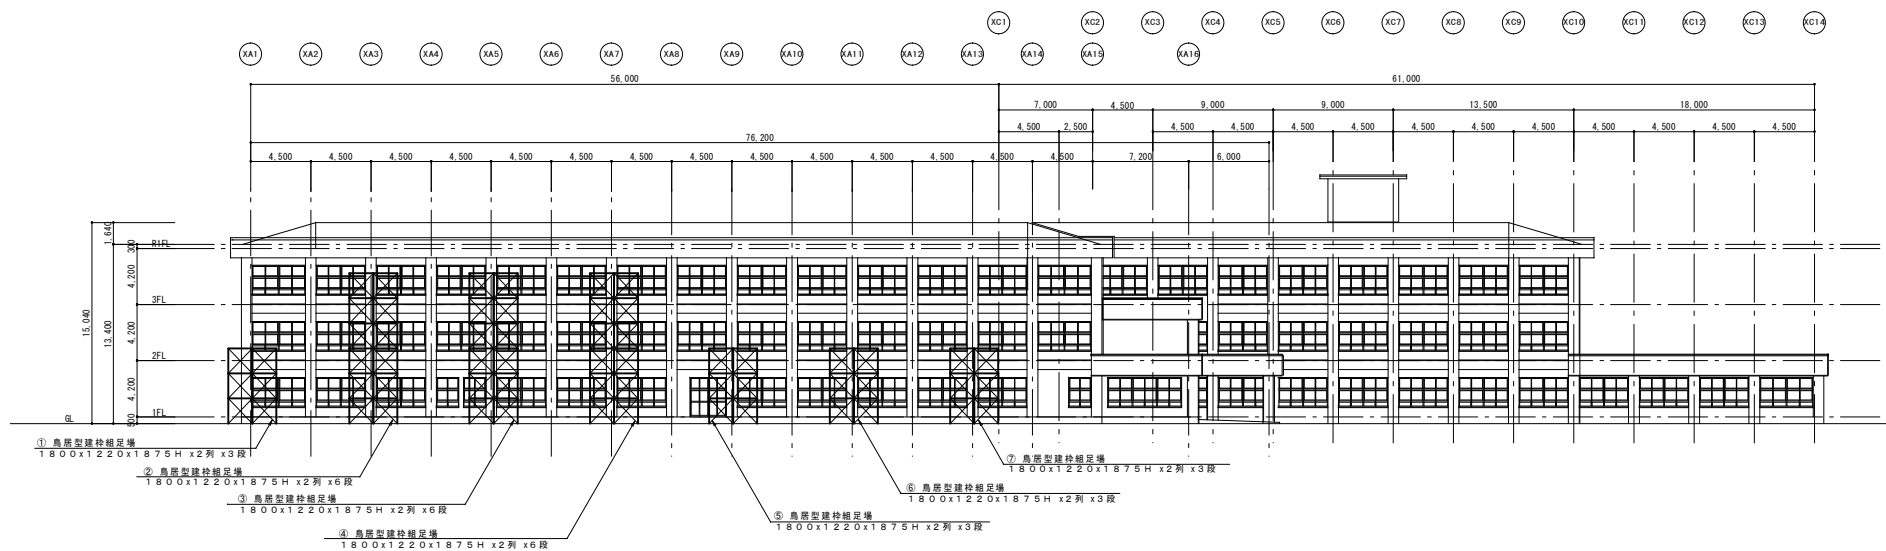 XC1 XC2 XC3 XC4 XC5 XC6 XC7 XC8 XC9 XC10 XC11 XC12 XC13 XC14
XA1 XA2 XA3 XA4 XA5 XA6 XA7 XA8 XA9 XA10 XA11 XA12 XA13 XA14 XA15 XA16
56,000 61,000
7,000 4,500 9,000 9,000 13,500 18,000
4,500 2,500 4,500 4,500 4,500 4,500 4,500 4,500 4,500 4,500 4,500 4,500 4,500
76,200
4,500 4,500 4,500 4,500 4,500 4,500 4,500 4,500 4,500 4,500 4,500 4,500 4,500 4,500 7,200 6,000
15,040
13,400
1,640
300
4,200
4,200
4,200
500
R1FL
3FL
2FL
1FL
GL
① 鳥居型建枠組足場
1800x1220x1875H x2列 x3段
② 鳥居型建枠組足場
1800x1220x1875H x2列 x6段
③ 鳥居型建枠組足場
1800x1220x1875H x2列 x6段
④ 鳥居型建枠組足場
1800x1220x1875H x2列 x6段
⑤ 鳥居型建枠組足場
1800x1220x1875H x2列 x3段
⑥ 鳥居型建枠組足場
1800x1220x1875H x2列 x3段
⑦ 鳥居型建枠組足場
1800x1220x1875H x2列 x3段